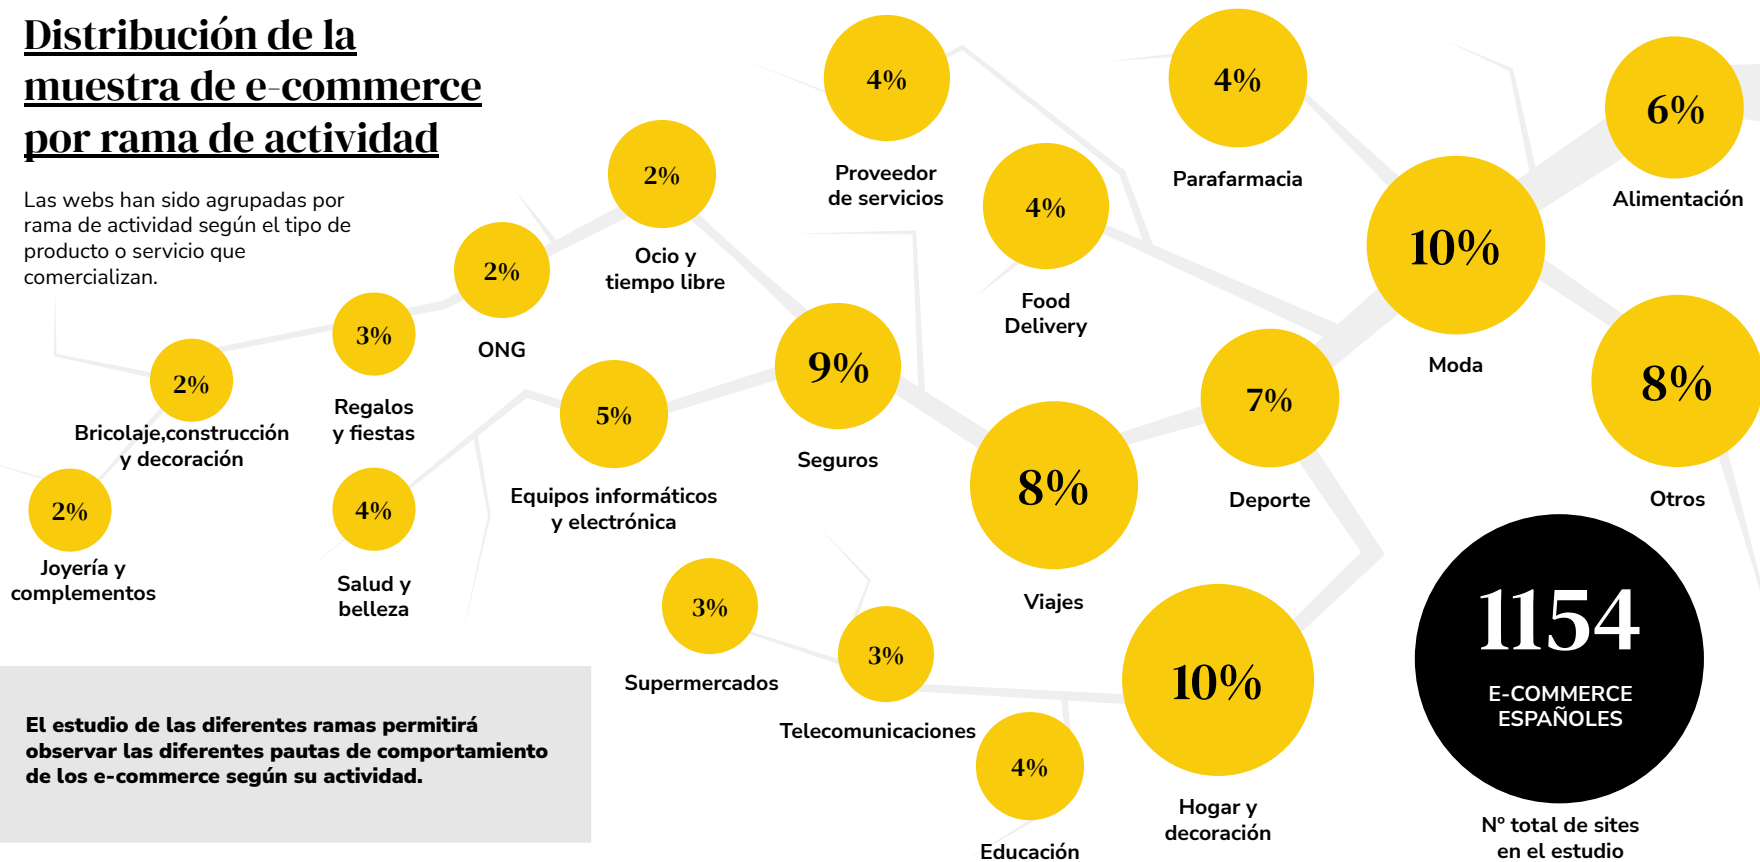 Distribución de la
muestra de e-commerce
por rama de actividad
Las webs han sido agrupadas por
rama de actividad según el tipo de
producto o servicio que
comercializan.
4%
Proveedor
de servicios
4%
Parafarmacia
6%
Alimentación
2%
Ocio y
tiempo libre
4%
Food
Delivery
10%
Moda
2%
ONG
3%
Regalos
y fiestas
2%
Bricolaje,construcción
y decoración
9%
Seguros
7%
Deporte
8%
Otros
5%
Equipos informáticos
y electrónica
8%
Viajes
2%
Joyería y
complementos
4%
Salud y
belleza
3%
Supermercados
3%
Telecomunicaciones
10%
Hogar y
decoración
4%
Educación
1154
E-COMMERCE
ESPAÑOLES
Nº total de sites
en el estudio
El estudio de las diferentes ramas permitirá
observar las diferentes pautas de comportamiento
de los e-commerce según su actividad.